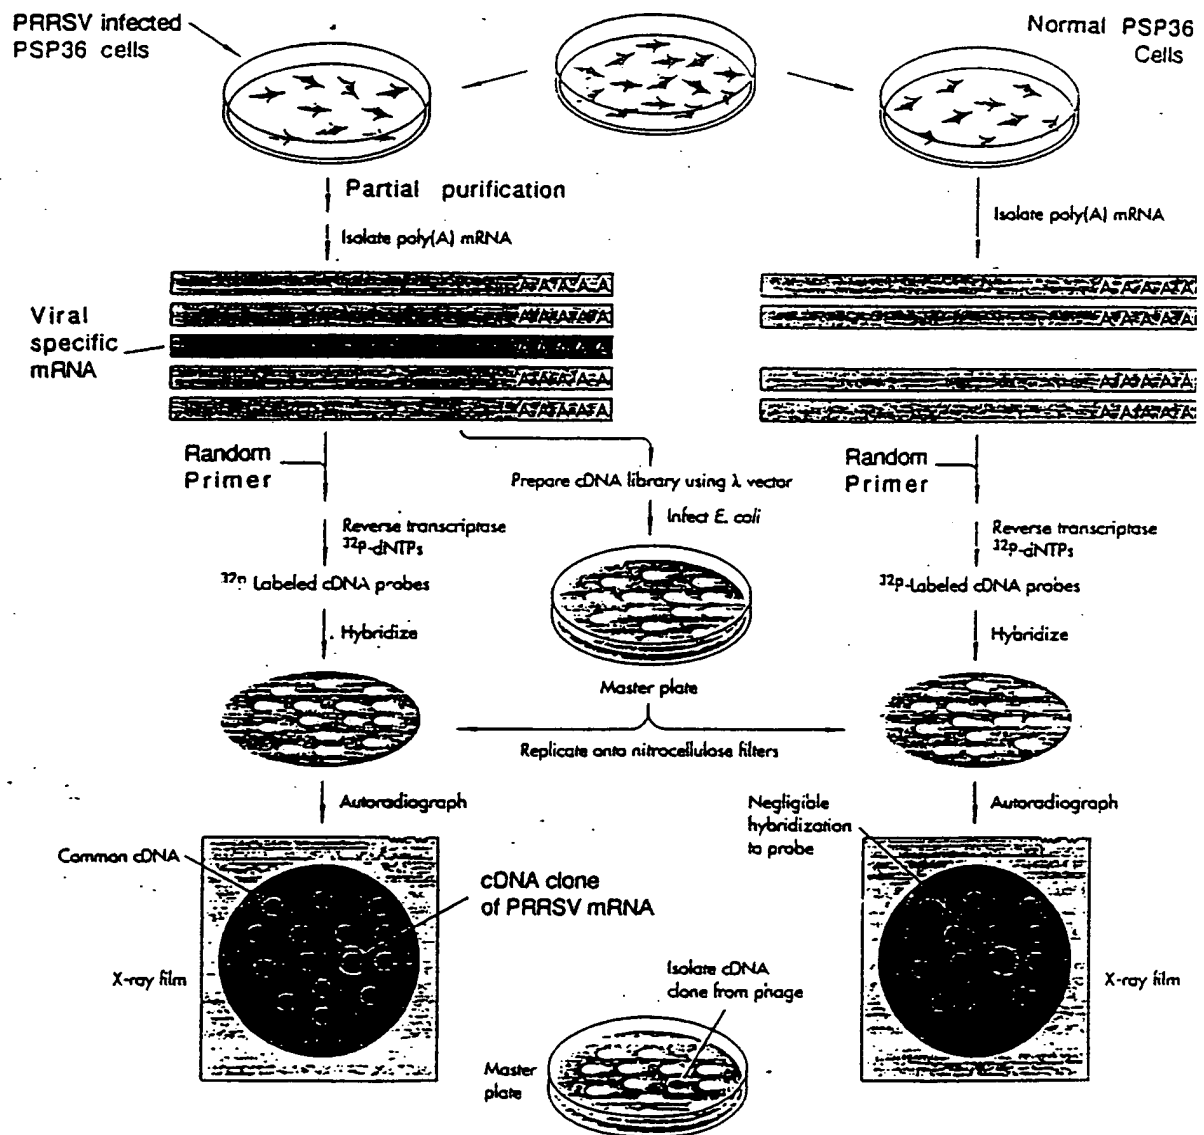 PRRSV infected
PSP36 cells
Normal PSP36
Cells
Partial purification
Isolate poly(A) mRNA
Isolate poly(A) mRNA
Viral
specific
mRNA
A-A-A-A-A
A-A-A-A-A
A-A-A-A-A
A-A-A-A-A
A-A-A-A-A
A-A-A-A-A
A-A-A-A-A
A-A-A-A-A
Random
Primer
Prepare cDNA library using λ vector
Infect E. coli
Random
Primer
Reverse transcriptase
32P-dNTPs
32P Labeled cDNA probes
Hybridize
Reverse transcriptase
32P-dNTPs
32P-Labeled cDNA probes
Hybridize
Master plate
Replicate onto nitrocellulose filters
Autoradiograph
Negligible
hybridization
to probe
Autoradiograph
Common cDNA
cDNA clone
of PRRSV mRNA
X-ray film
Isolate cDNA
clone from phage
X-ray film
Master
plate